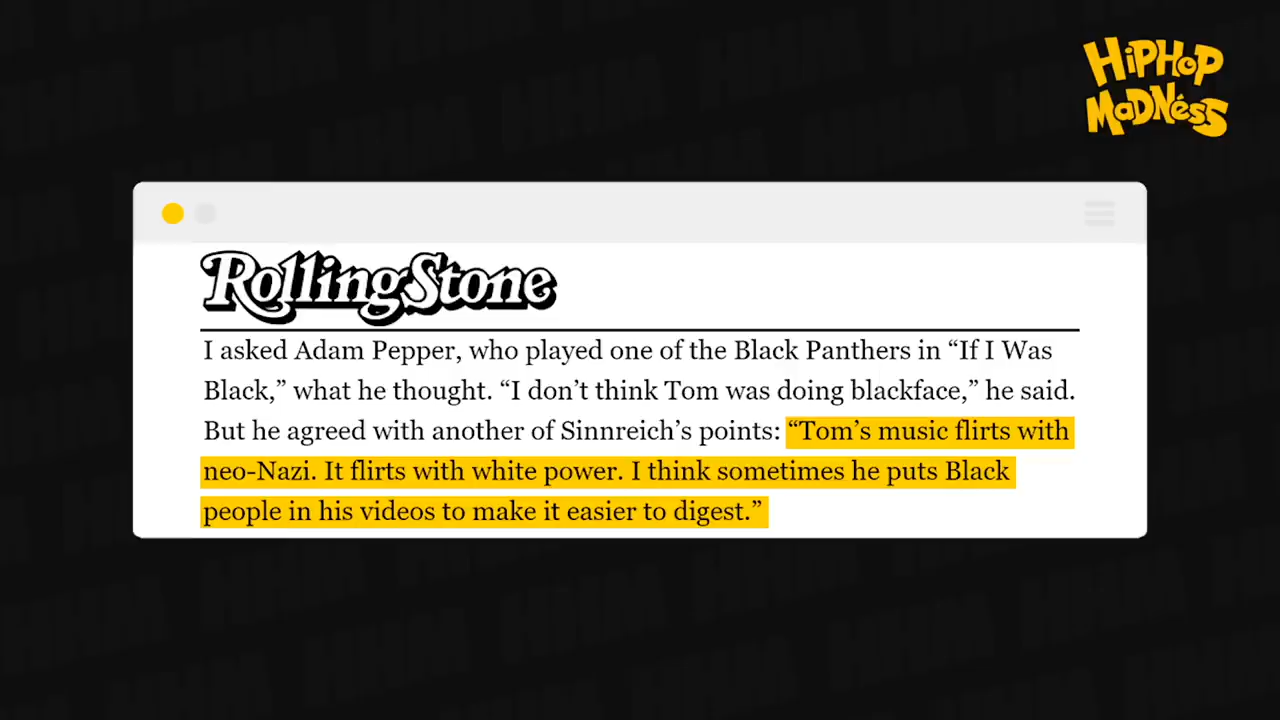 HIPHOP
MADNéSS
RollingStone
I asked Adam Pepper, who played one of the Black Panthers in “If I Was
Black,” what he thought. “I don’t think Tom was doing blackface,” he said.
But he agreed with another of Sinnreich’s points: “Tom’s music flirts with
neo-Nazi. It flirts with white power. I think sometimes he puts Black
people in his videos to make it easier to digest.”